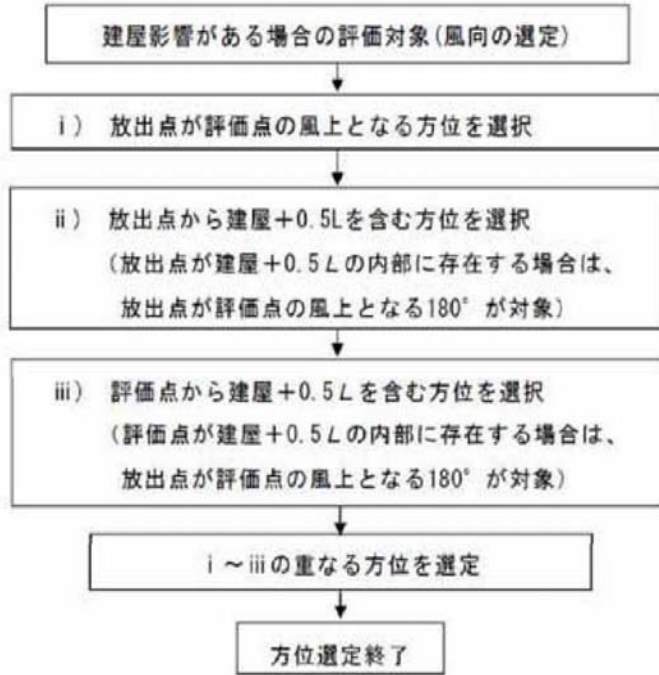 建屋影響がある場合の評価対象(風向の選定)
ⅰ) 放出点が評価点の風上となる方位を選択
ⅱ) 放出点から建屋+0.5Lを含む方位を選択
(放出点が建屋+0.5Lの内部に存在する場合は、
放出点が評価点の風上となる180°が対象)
ⅲ) 評価点から建屋+0.5Lを含む方位を選択
(評価点が建屋+0.5Lの内部に存在する場合は、
放出点が評価点の風上となる180°が対象)
ⅰ~ⅲの重なる方位を選定
方位選定終了